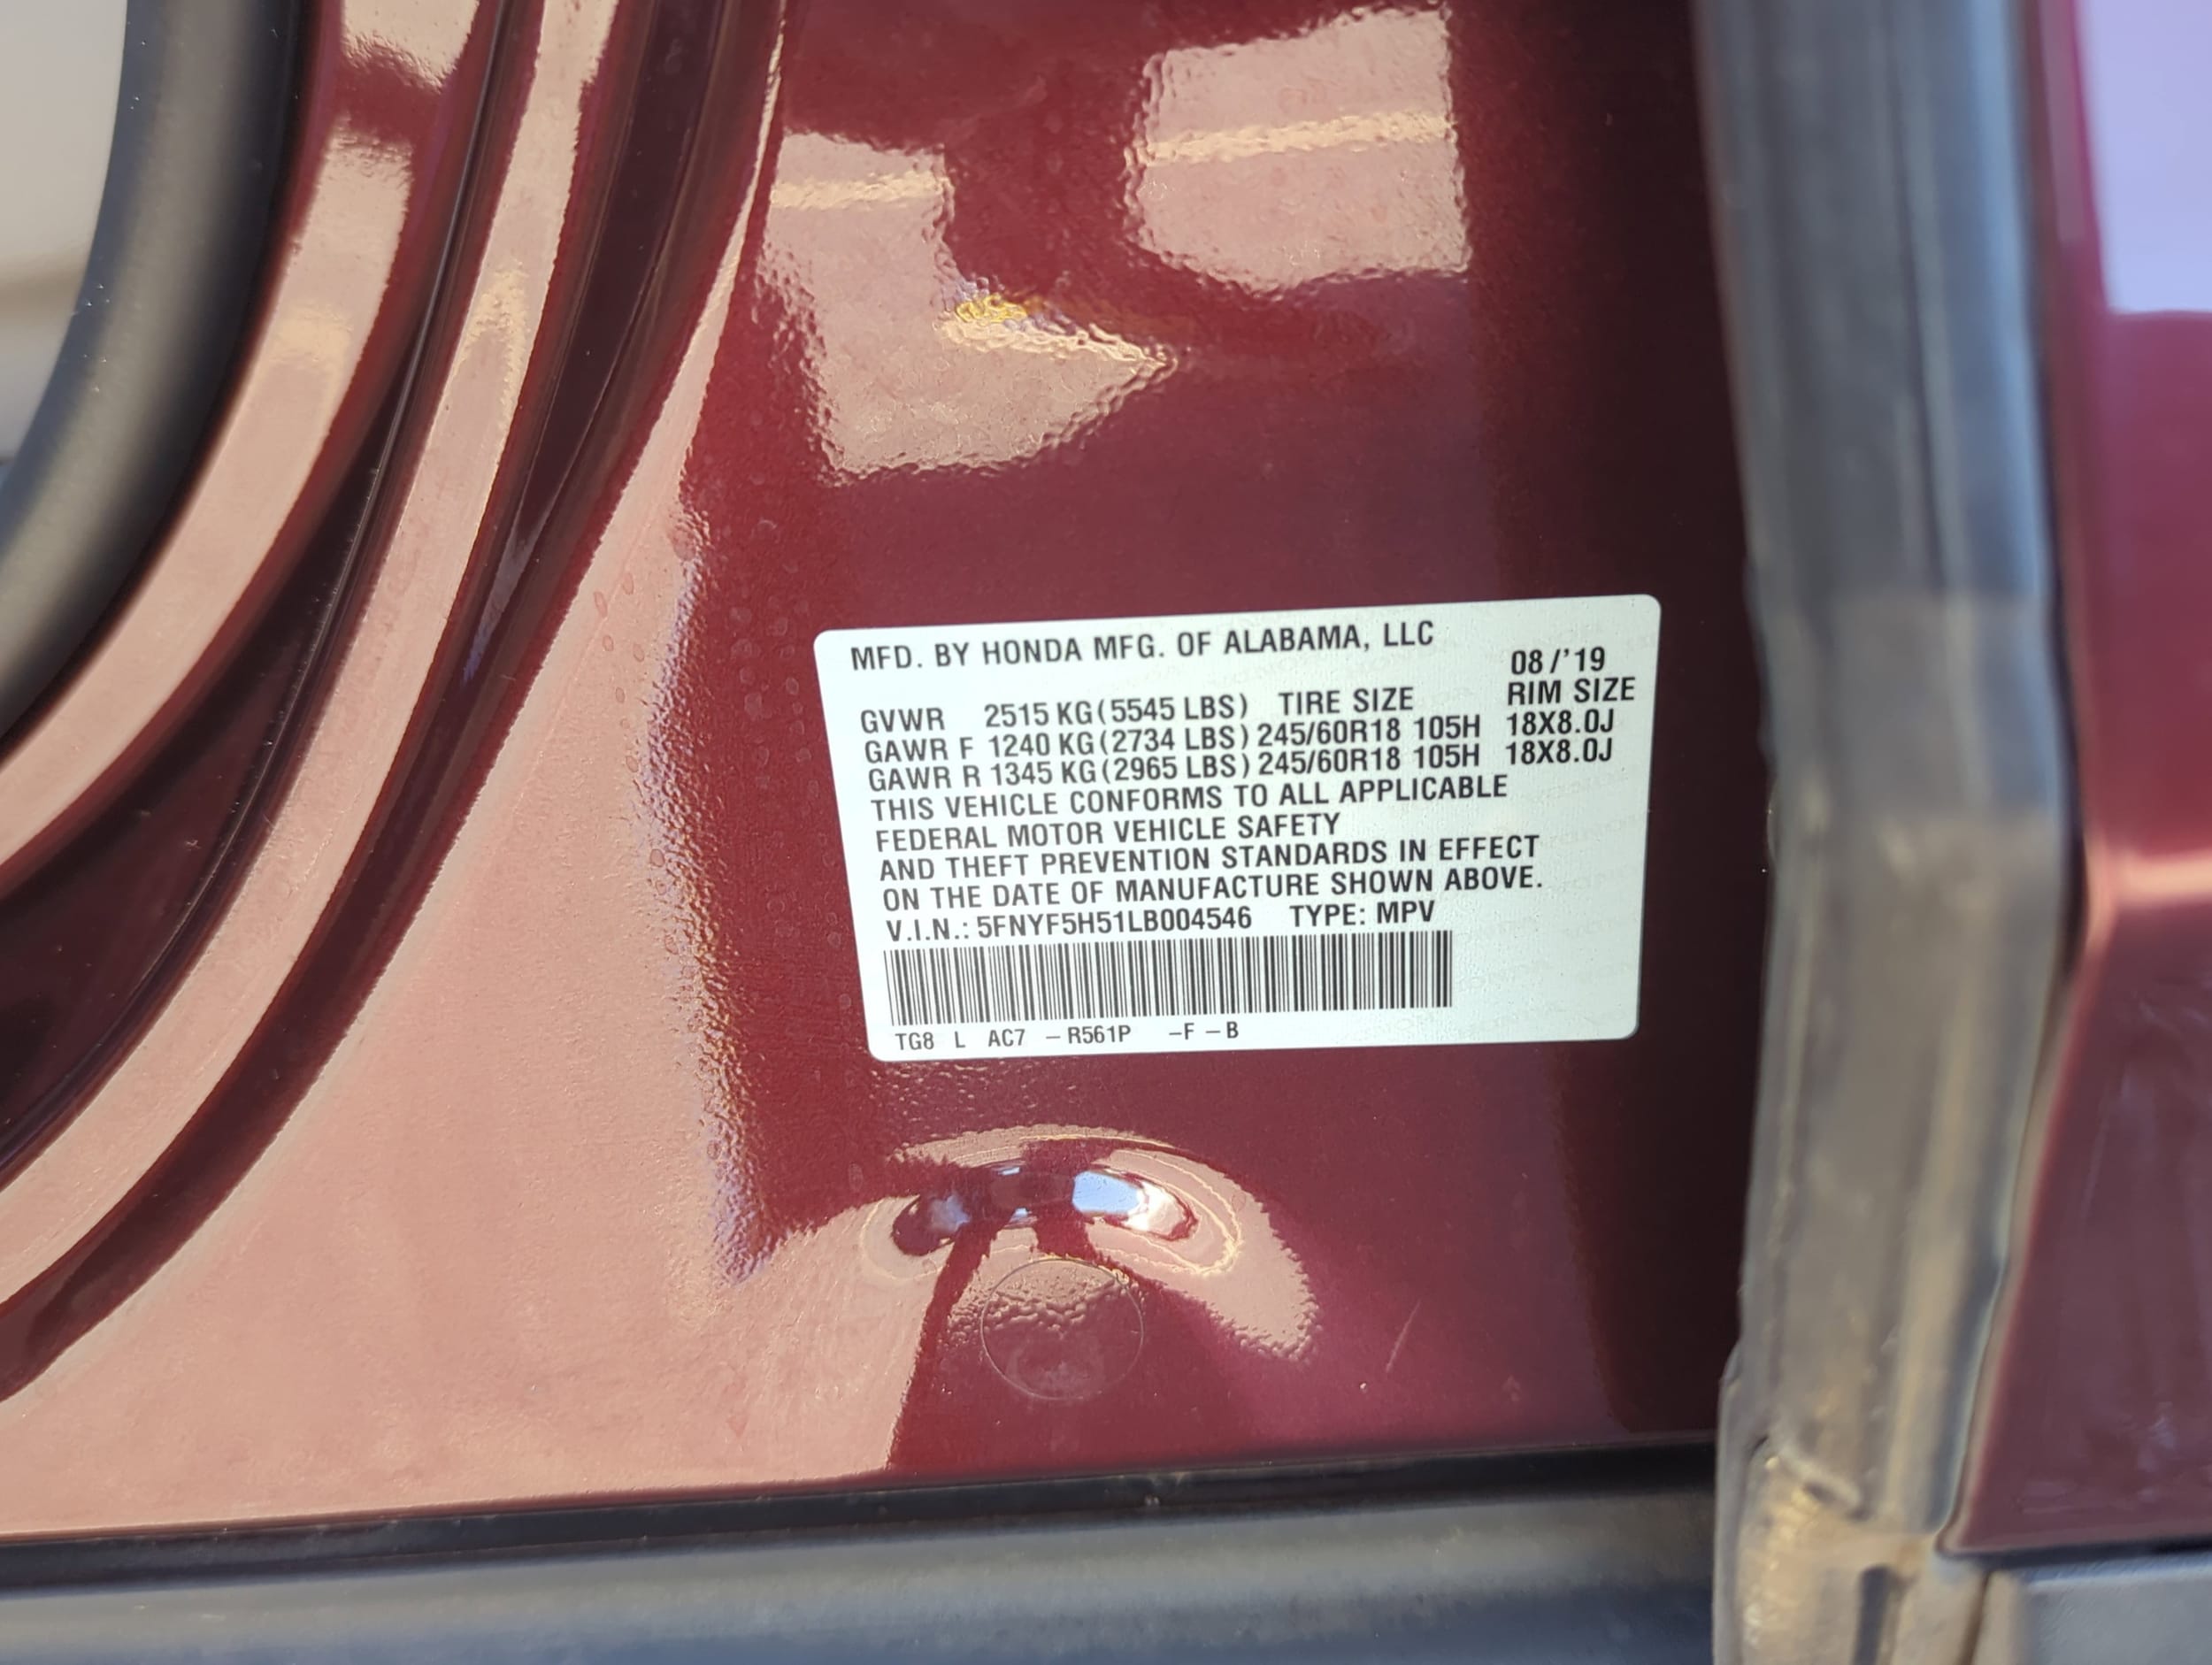 MFD. BY HONDA MFG. OF ALABAMA, LLC
08/'19
GVWR 2515 KG(5545 LBS) TIRE SIZE RIM SIZE
GAWR F 1240 KG(2734 LBS) 245/60R18 105H 18X8.0J
GAWR R 1345 KG(2965 LBS) 245/60R18 105H 18X8.0J
THIS VEHICLE CONFORMS TO ALL APPLICABLE
FEDERAL MOTOR VEHICLE SAFETY
AND THEFT PREVENTION STANDARDS IN EFFECT
ON THE DATE OF MANUFACTURE SHOWN ABOVE.
V.I.N.: 5FNYF5H51LB004546 TYPE: MPV
TG8 L AC7 – R561P –F – B